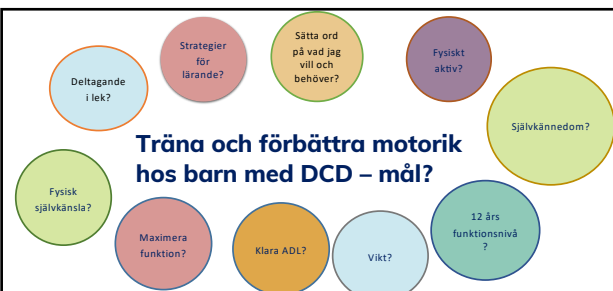 Deltagande
i lek?
Strategier
för
lärande?
Sätta ord
på vad jag
vill och
behöver?
Fysiskt
aktiv?
Självkännedom?
Träna och förbättra motorik
hos barn med DCD – mål?
Fysisk
självkänsla?
Maximera
funktion?
Klara ADL?
Vikt?
12 års
funktionsnivå
?